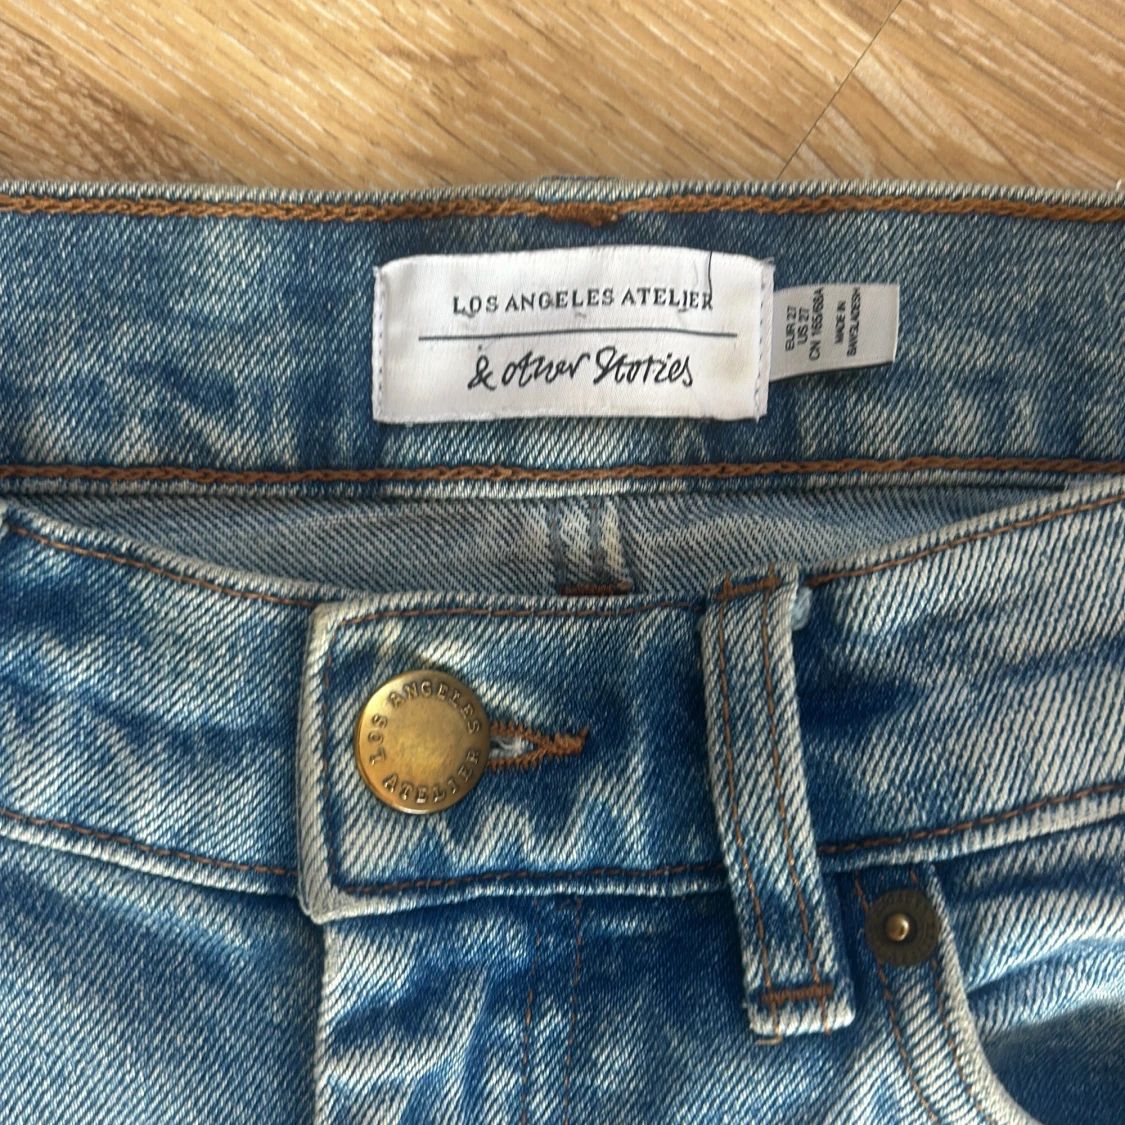 LOS ANGELES ATELIER
& other Stories
EUR 27
US 27
CN 165/68A
MADE IN
BANGLADESH
LOS ANGELES
ATELIER